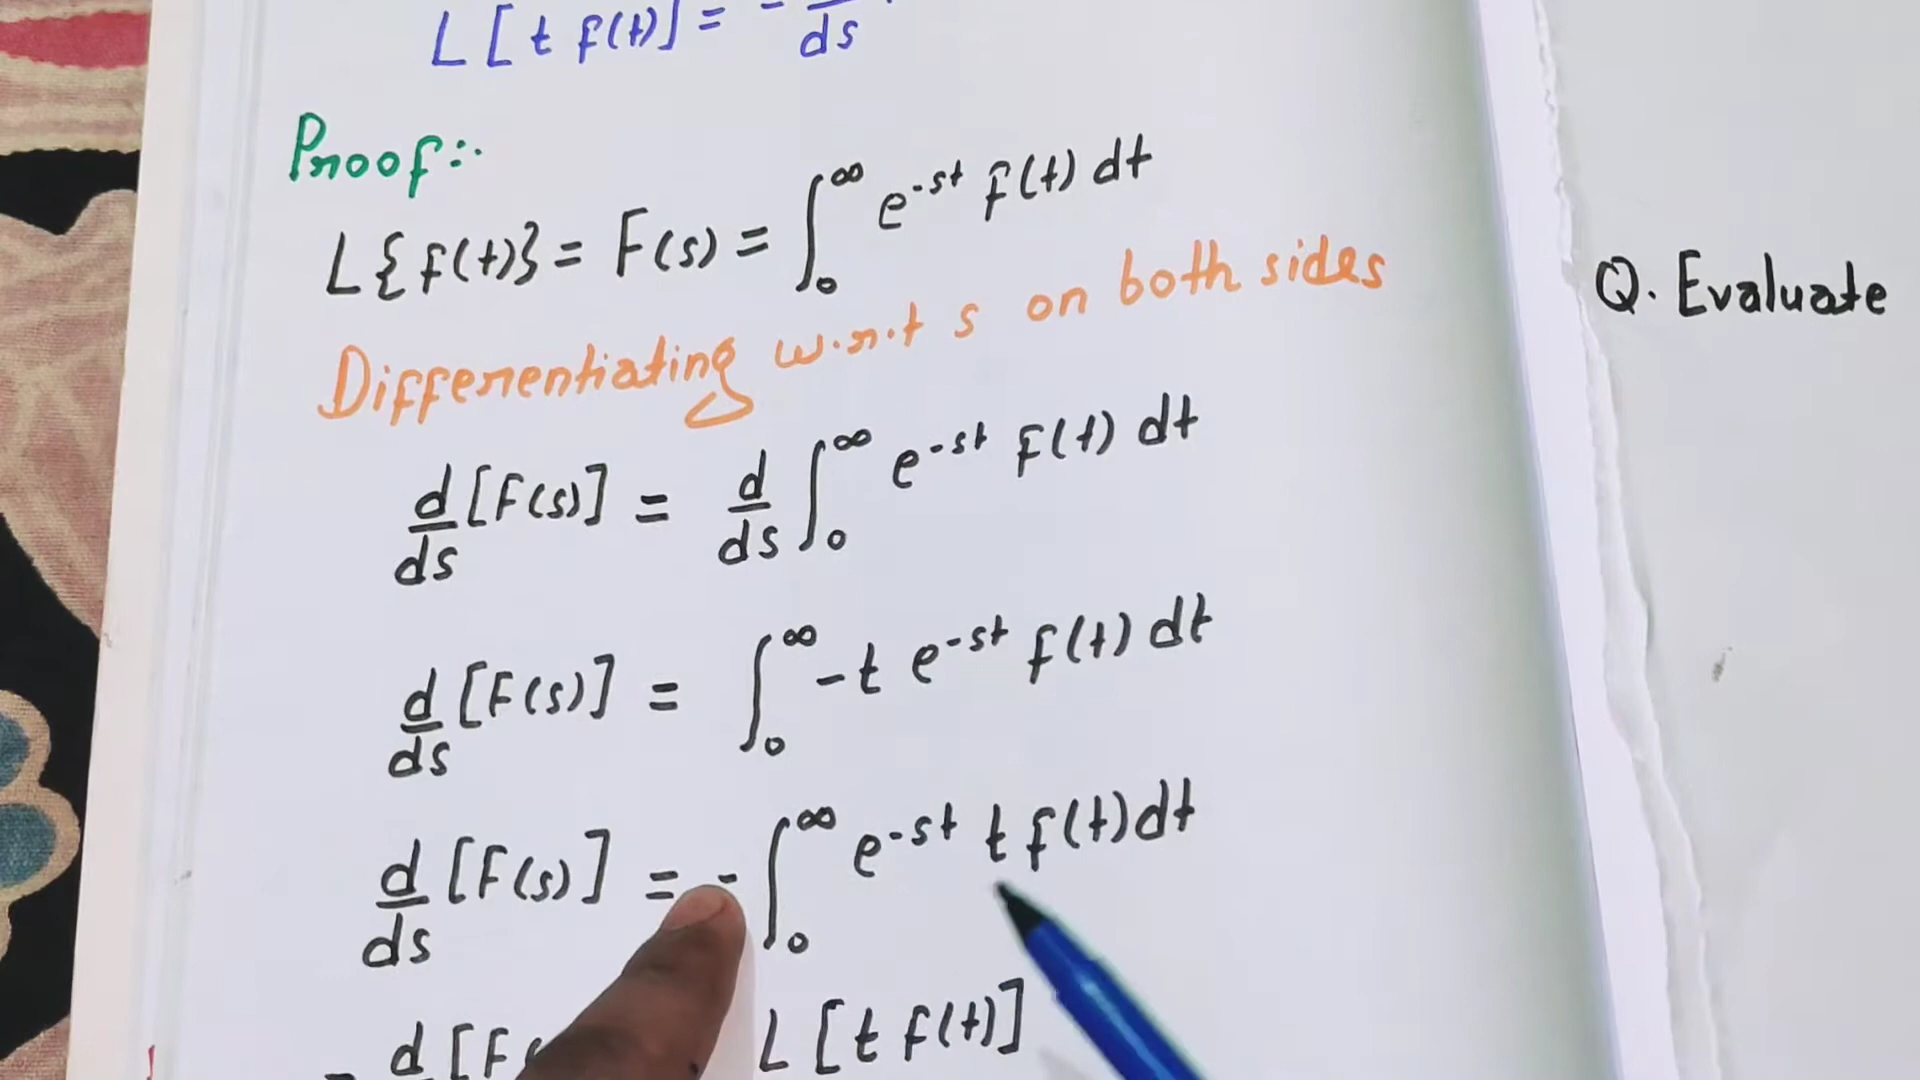 L[t f(t)] = - d/ds
Proof:-
L{f(t)} = F(s) = ∫₀^∞ e^-st f(t) dt
Differentiating w.r.t s on both sides
d/ds [F(s)] = d/ds ∫₀^∞ e^-st f(t) dt
d/ds [F(s)] = ∫₀^∞ -t e^-st f(t) dt
d/ds [F(s)] = - ∫₀^∞ e^-st t f(t) dt
- d [F L[t f(t)]
Q. Evaluate